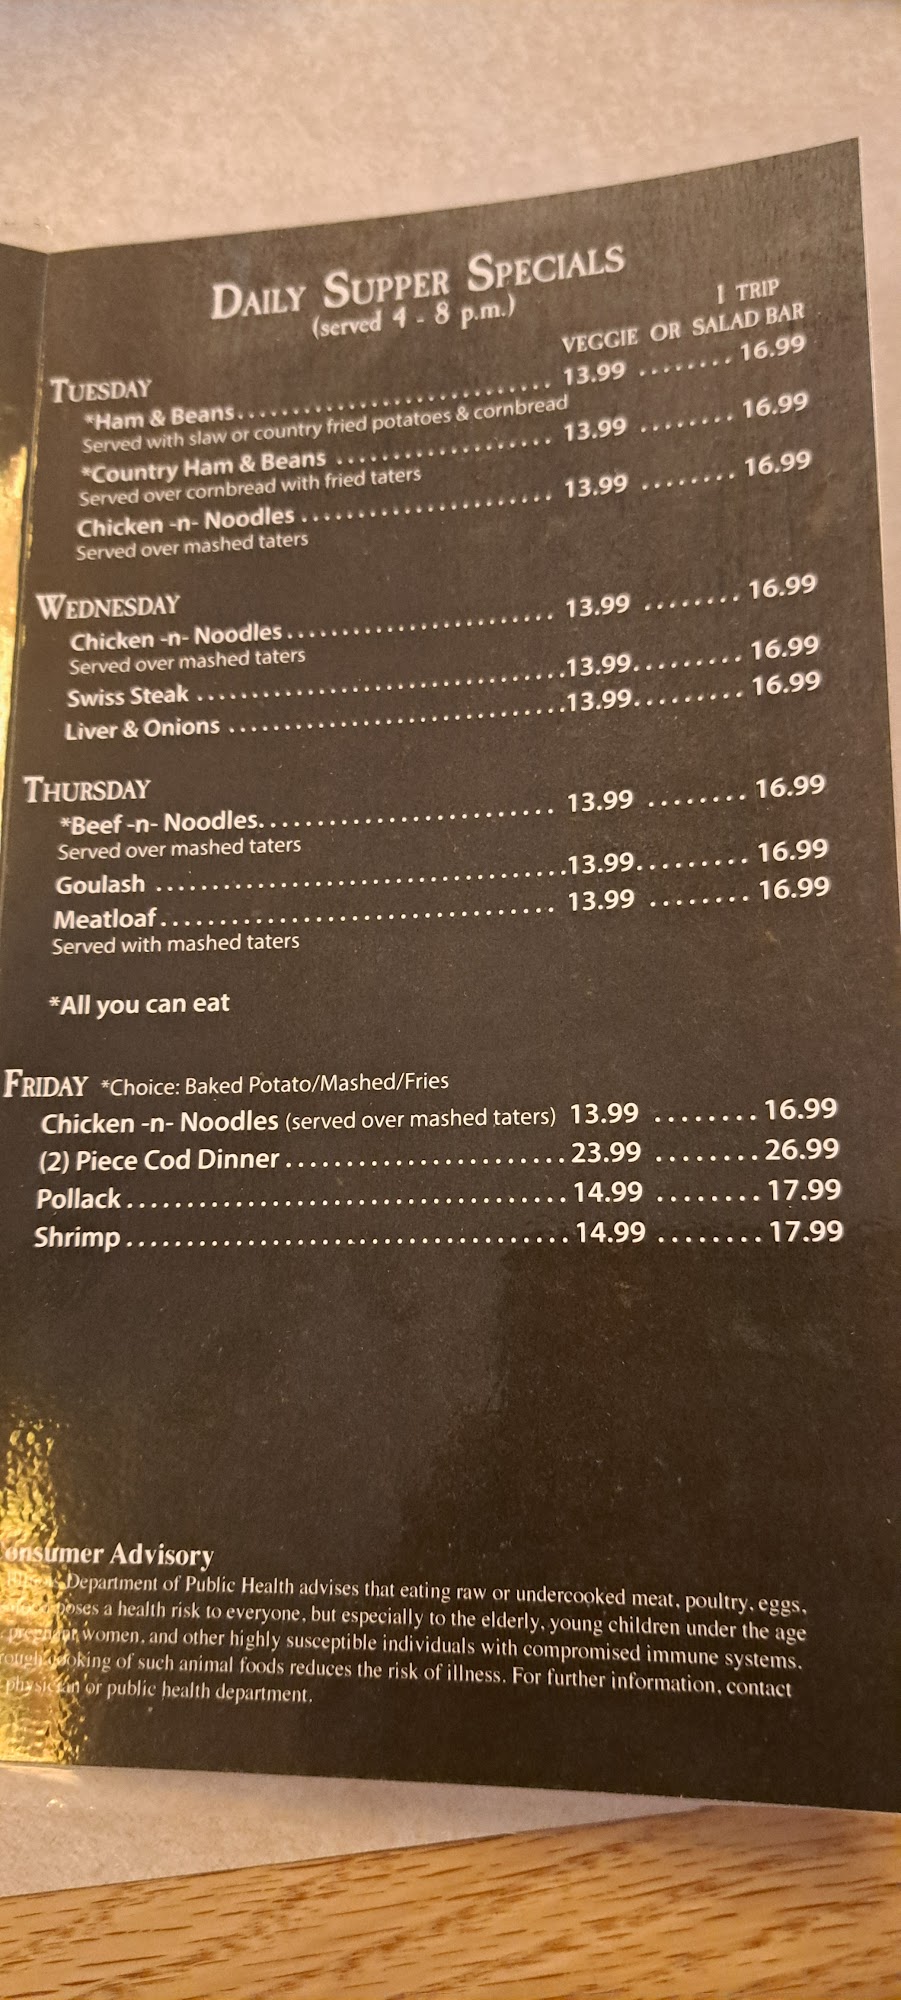 DAILY SUPPER SPECIALS
(served 4 - 8 p.m.)
1 TRIP
VEGGIE OR SALAD BAR
TUESDAY
*Ham & Beans............................ 13.99 ........ 16.99
Served with slaw or country fried potatoes & cornbread
*Country Ham & Beans .................... 13.99 ........ 16.99
Served over cornbread with fried taters
Chicken -n- Noodles ....................... 13.99 ........ 16.99
Served over mashed taters
WEDNESDAY
Chicken -n- Noodles........................ 13.99 ........ 16.99
Served over mashed taters
Swiss Steak ..................................13.99......... 16.99
Liver & Onions ...............................13.99......... 16.99
THURSDAY
*Beef -n- Noodles.......................... 13.99 ........ 16.99
Served over mashed taters
Goulash ...................................13.99......... 16.99
Meatloaf.................................. 13.99 ........ 16.99
Served with mashed taters
*All you can eat
FRIDAY *Choice: Baked Potato/Mashed/Fries
Chicken -n- Noodles (served over mashed taters) 13.99 ........ 16.99
(2) Piece Cod Dinner........................ 23.99 ........ 26.99
Pollack..................................... 14.99 ........ 17.99
Shrimp..................................... 14.99 ........ 17.99
Consumer Advisory
Department of Public Health advises that eating raw or undercooked meat, poultry, eggs,
poses a health risk to everyone, but especially to the elderly, young children under the age
pregnant women, and other highly susceptible individuals with compromised immune systems.
cooking of such animal foods reduces the risk of illness. For further information, contact
physician or public health department.